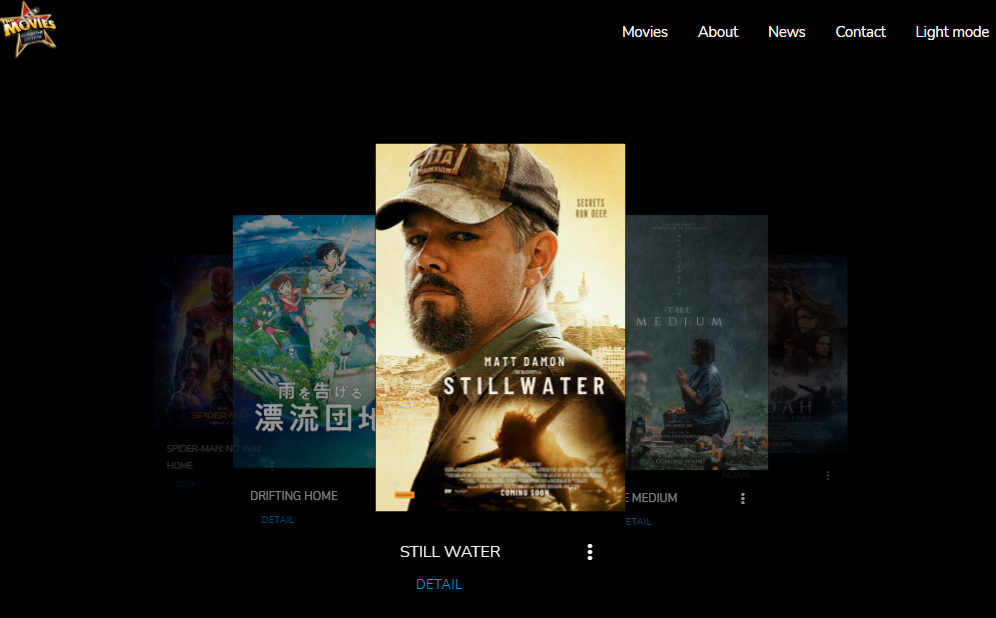 THE MOVIES
Movies
About
News
Contact
Light mode
SECRETS
RUN DEEP.
MATT DAMON
STILLWATER
COMING SOON
STILL WATER
DETAIL
雨を告げる
漂流団地
DRIFTING HOME
DETAIL
THE
MEDIUM
COMING SOON
E MEDIUM
ETAIL
SPIDER-MAN: NO WAY
HOME
DETAIL
OAH
NOAH